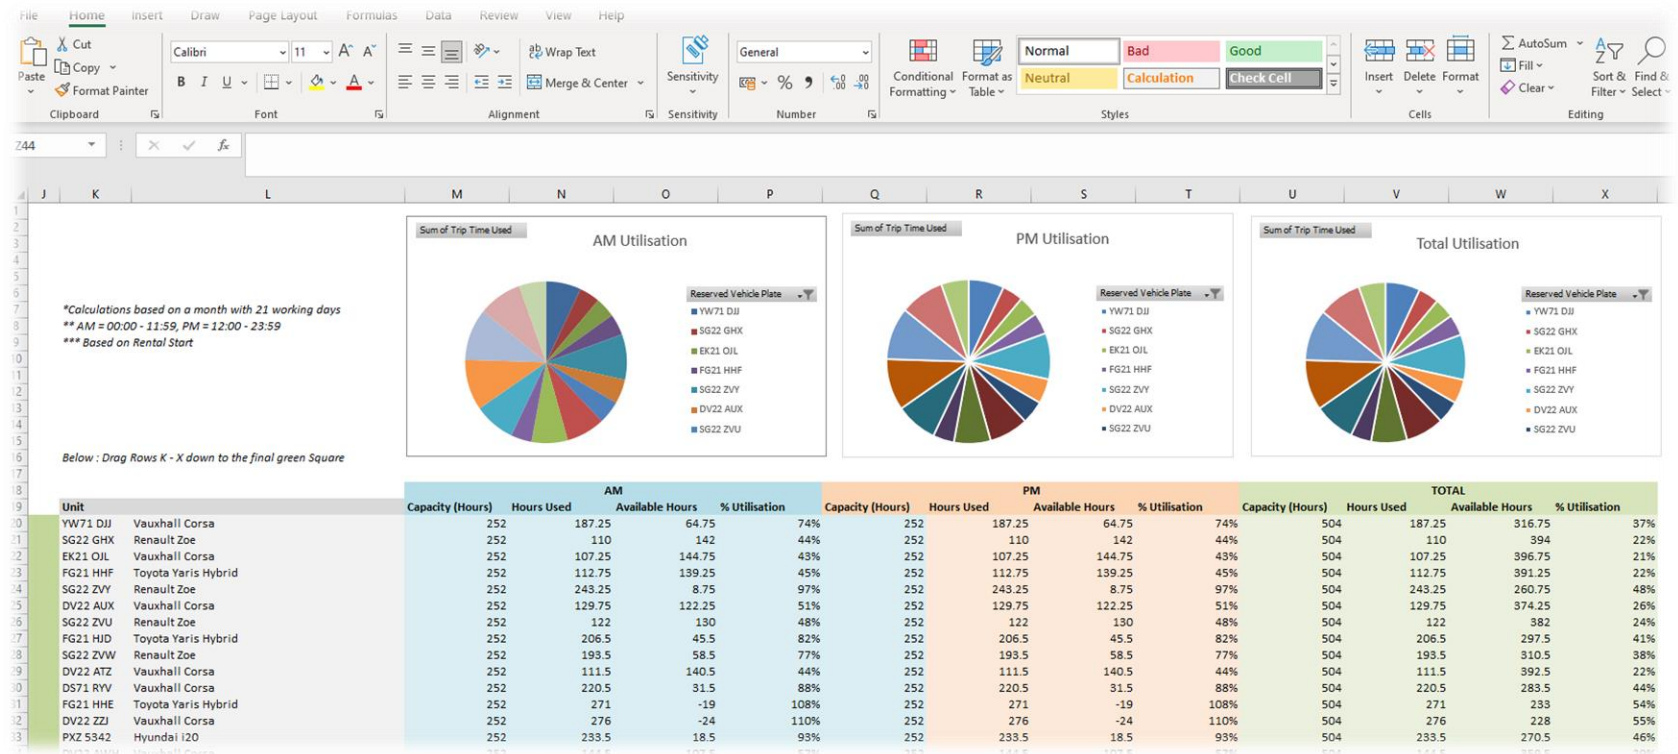 File Home Insert Draw Page Layout Formulas Data Review View Help
Cut
Copy
Format Painter
Paste
Calibri 11
B I U
Wrap Text
Merge & Center
Sensitivity
General
Conditional Formatting
Format as Table
Normal Bad Good
Neutral Calculation Check Cell
Insert Delete Format
AutoSum
Fill
Clear
Sort & Filter
Find & Select
Clipboard Font Alignment Sensitivity Number Styles Cells Editing
Z44 fx
J K L M N O P Q R S T U V W X
Sum of Trip Time Used
AM Utilisation
Reserved Vehicle Plate
YW71 DJJ
SG22 GHX
EK21 OJL
FG21 HHF
SG22 ZVY
DV22 AUX
SG22 ZVU
Sum of Trip Time Used
PM Utilisation
Reserved Vehicle Plate
YW71 DJJ
SG22 GHX
EK21 OJL
FG21 HHF
SG22 ZVY
DV22 AUX
SG22 ZVU
Sum of Trip Time Used
Total Utilisation
Reserved Vehicle Plate
YW71 DJJ
SG22 GHX
EK21 OJL
FG21 HHF
SG22 ZVY
DV22 AUX
SG22 ZVU
*Calculations based on a month with 21 working days
** AM = 00:00 - 11:59, PM = 12:00 - 23:59
*** Based on Rental Start
Below : Drag Rows K - X down to the final green Square
AM PM TOTAL
Unit Capacity (Hours) Hours Used Available Hours % Utilisation Capacity (Hours) Hours Used Available Hours % Utilisation Capacity (Hours) Hours Used Available Hours % Utilisation
YW71 DJJ Vauxhall Corsa 252 187.25 64.75 74% 252 187.25 64.75 74% 504 187.25 316.75 37%
SG22 GHX Renault Zoe 252 110 142 44% 252 110 142 44% 504 110 394 22%
EK21 OJL Vauxhall Corsa 252 107.25 144.75 43% 252 107.25 144.75 43% 504 107.25 396.75 21%
FG21 HHF Toyota Yaris Hybrid 252 112.75 139.25 45% 252 112.75 139.25 45% 504 112.75 391.25 22%
SG22 ZVY Renault Zoe 252 243.25 8.75 97% 252 243.25 8.75 97% 504 243.25 260.75 48%
DV22 AUX Vauxhall Corsa 252 129.75 122.25 51% 252 129.75 122.25 51% 504 129.75 374.25 26%
SG22 ZVU Renault Zoe 252 122 130 48% 252 122 130 48% 504 122 382 24%
FG21 HJD Toyota Yaris Hybrid 252 206.5 45.5 82% 252 206.5 45.5 82% 504 206.5 297.5 41%
SG22 ZVW Renault Zoe 252 193.5 58.5 77% 252 193.5 58.5 77% 504 193.5 310.5 38%
DV22 ATZ Vauxhall Corsa 252 111.5 140.5 44% 252 111.5 140.5 44% 504 111.5 392.5 22%
DS71 RYV Vauxhall Corsa 252 220.5 31.5 88% 252 220.5 31.5 88% 504 220.5 283.5 44%
FG21 HHE Toyota Yaris Hybrid 252 271 -19 108% 252 271 -19 108% 504 271 233 54%
DV22 ZZJ Vauxhall Corsa 252 276 -24 110% 252 276 -24 110% 504 276 228 55%
PXZ 5342 Hyundai i20 252 233.5 18.5 93% 252 233.5 18.5 93% 504 233.5 270.5 46%